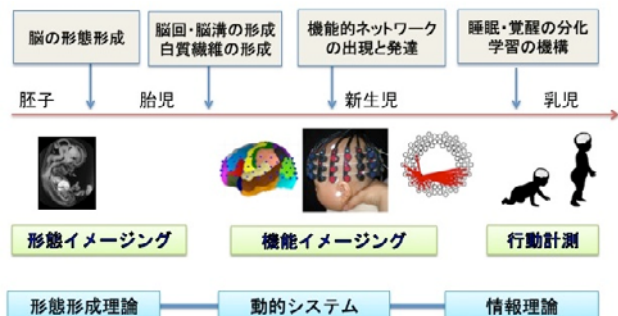 脳の形態形成
脳回・脳溝の形成
白質繊維の形成
機能的ネットワーク
の出現と発達
睡眠・覚醒の分化
学習の機構
胚子
胎児
新生児
乳児
形態イメージング
機能イメージング
行動計測
形態形成理論
動的システム
情報理論